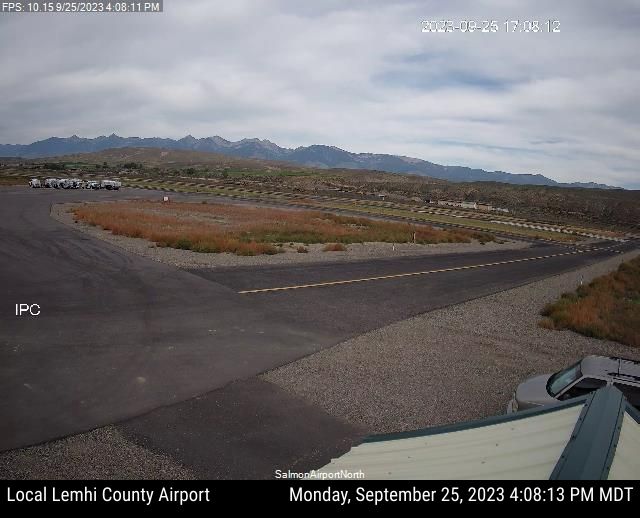 FPS: 10.15 9/25/2023 4:08:11 PM
2023-09-25 17:08:12
IPC
SalmonAirportNorth
Local Lemhi County Airport Monday, September 25, 2023 4:08:13 PM MDT